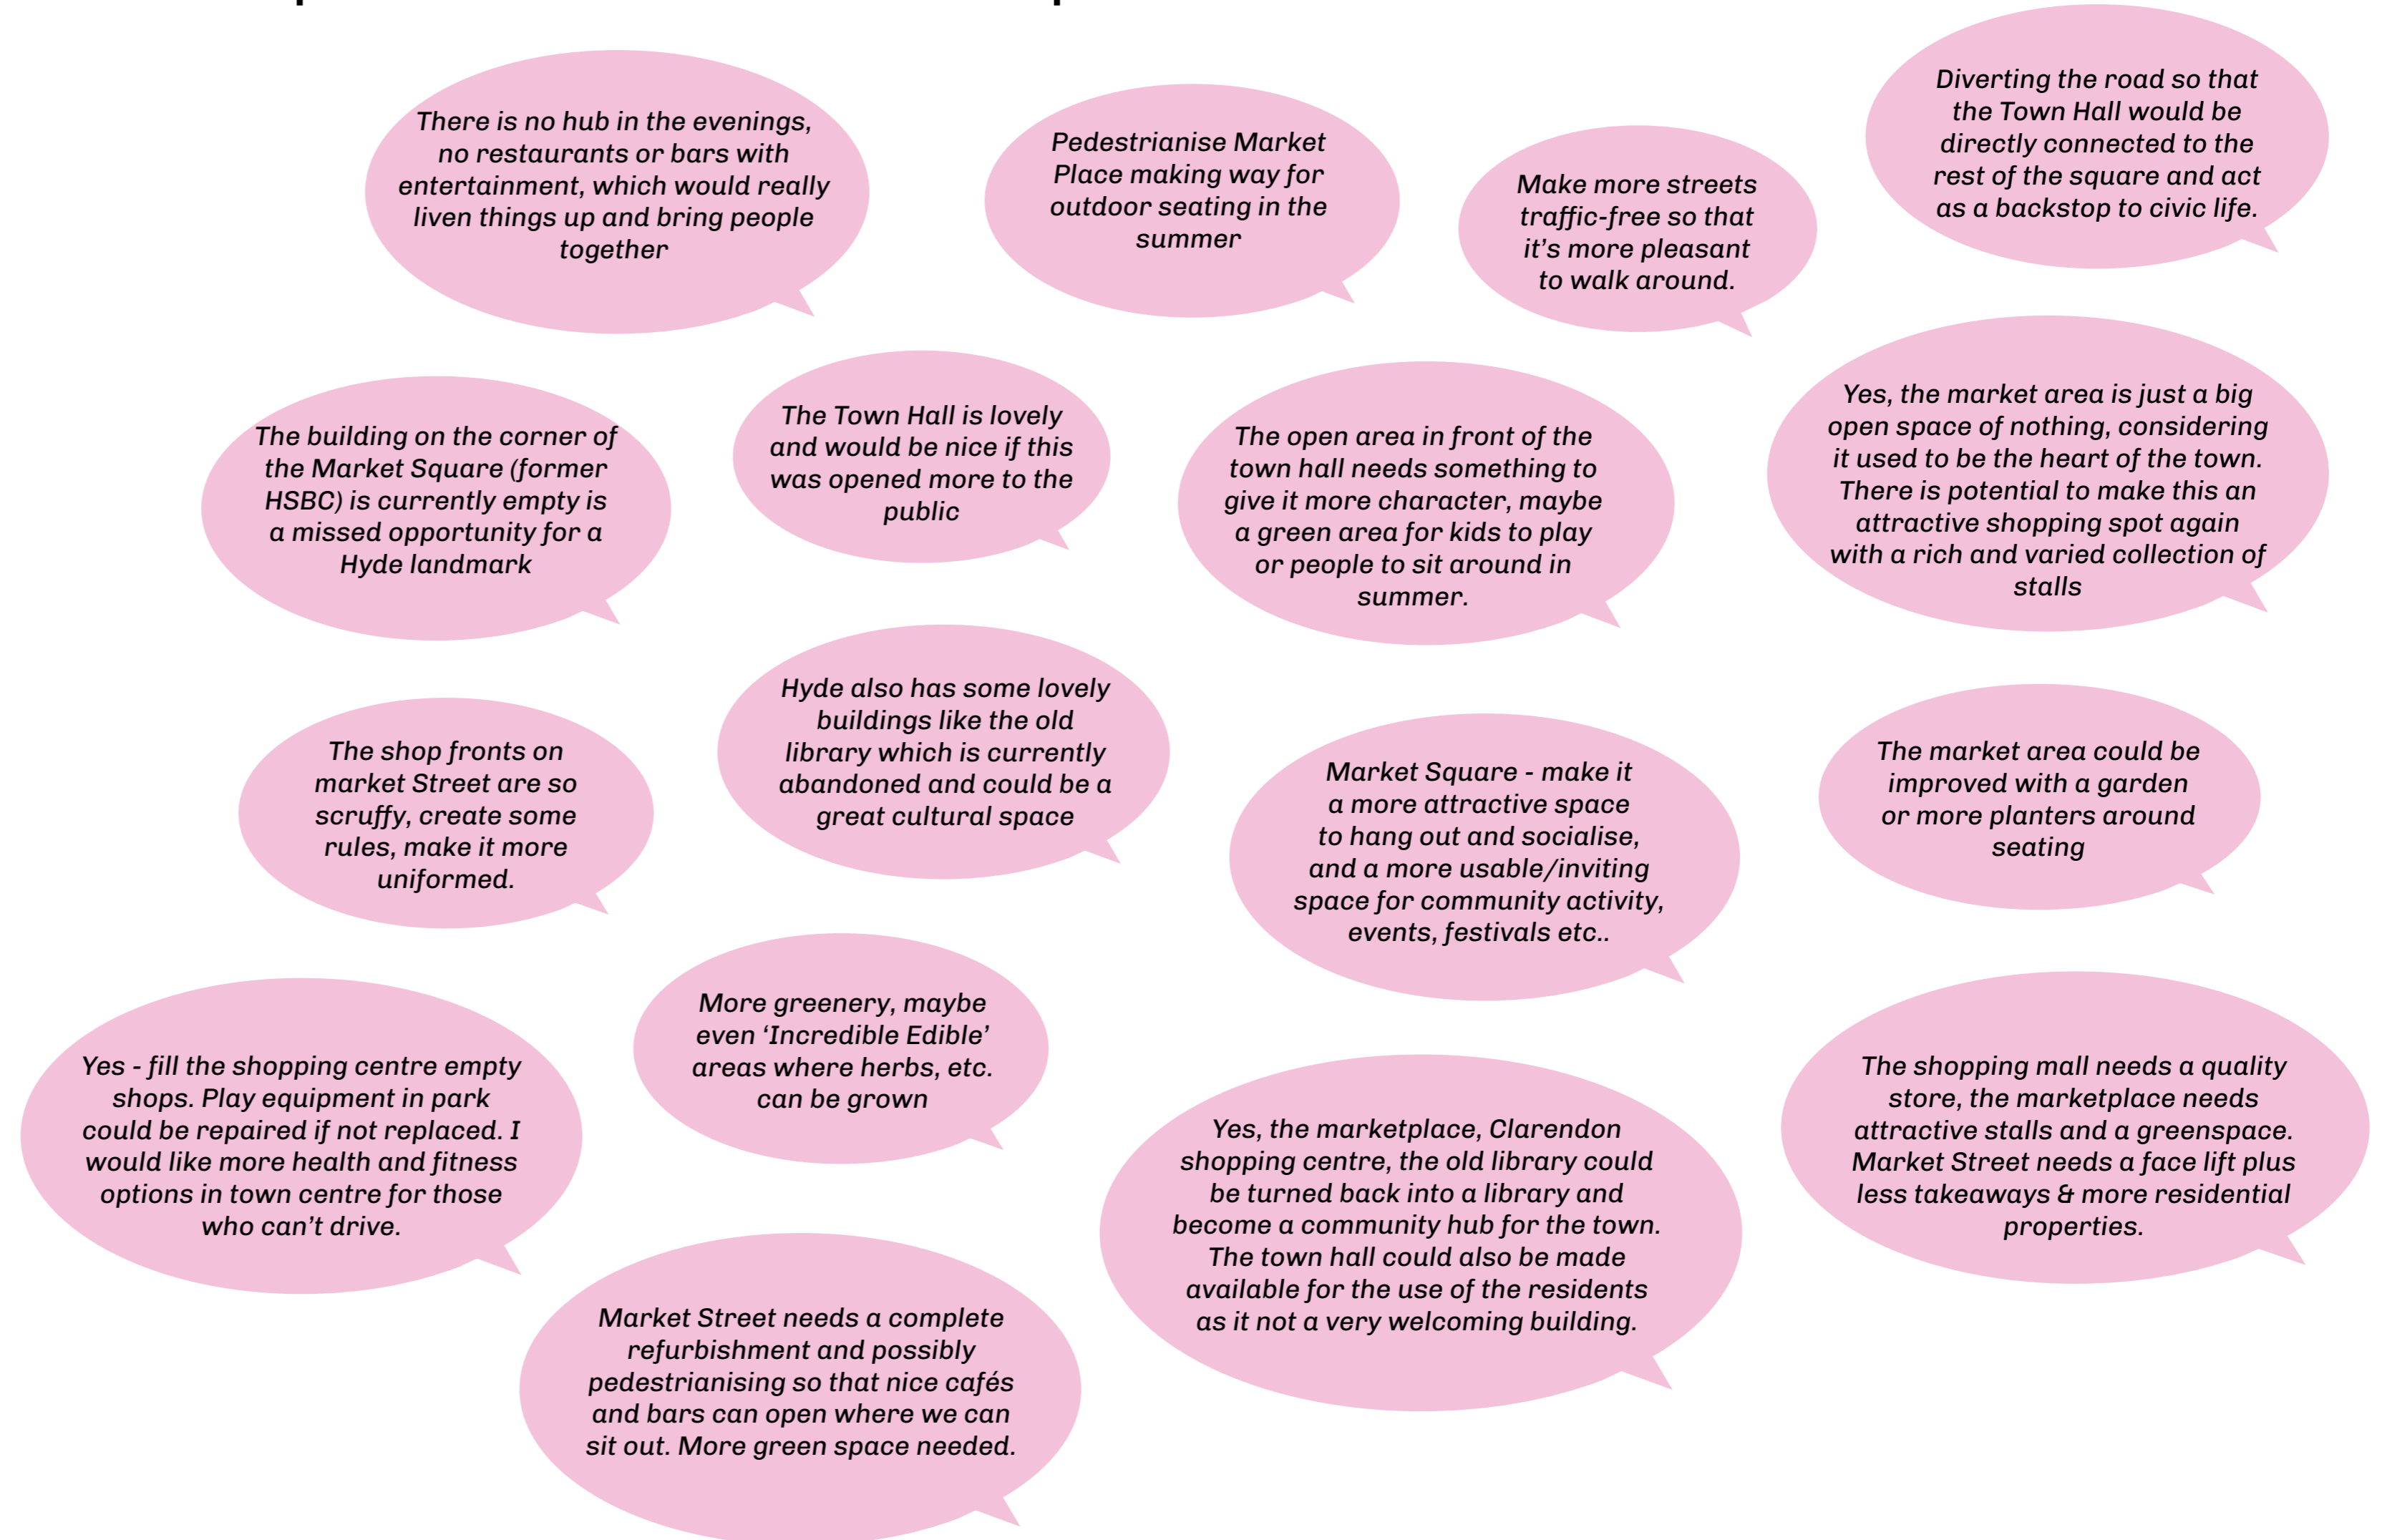 There is no hub in the evenings,
no restaurants or bars with
entertainment, which would really
liven things up and bring people
together
Pedestrianise Market
Place making way for
outdoor seating in the
summer
Make more streets
traffic-free so that
it's more pleasant
to walk around.
Diverting the road so that
the Town Hall would be
directly connected to the
rest of the square and act
as a backstop to civic life.
The building on the corner of
the Market Square (former
HSBC) is currently empty is
a missed opportunity for a
Hyde landmark
The Town Hall is lovely
and would be nice if this
was opened more to the
public
The open area in front of the
town hall needs something to
give it more character, maybe
a green area for kids to play
or people to sit around in
summer.
Yes, the market area is just a big
open space of nothing, considering
it used to be the heart of the town.
There is potential to make this an
attractive shopping spot again
with a rich and varied collection of
stalls
The shop fronts on
market Street are so
scruffy, create some
rules, make it more
uniformed.
Hyde also has some lovely
buildings like the old
library which is currently
abandoned and could be a
great cultural space
Market Square - make it
a more attractive space
to hang out and socialise,
and a more usable/inviting
space for community activity,
events, festivals etc..
The market area could be
improved with a garden
or more planters around
seating
Yes - fill the shopping centre empty
shops. Play equipment in park
could be repaired if not replaced. I
would like more health and fitness
options in town centre for those
who can't drive.
More greenery, maybe
even ‘Incredible Edible’
areas where herbs, etc.
can be grown
Yes, the marketplace, Clarendon
shopping centre, the old library could
be turned back into a library and
become a community hub for the town.
The town hall could also be made
available for the use of the residents
as it not a very welcoming building.
The shopping mall needs a quality
store, the marketplace needs
attractive stalls and a greenspace.
Market Street needs a face lift plus
less takeaways & more residential
properties.
Market Street needs a complete
refurbishment and possibly
pedestrianising so that nice cafés
and bars can open where we can
sit out. More green space needed.